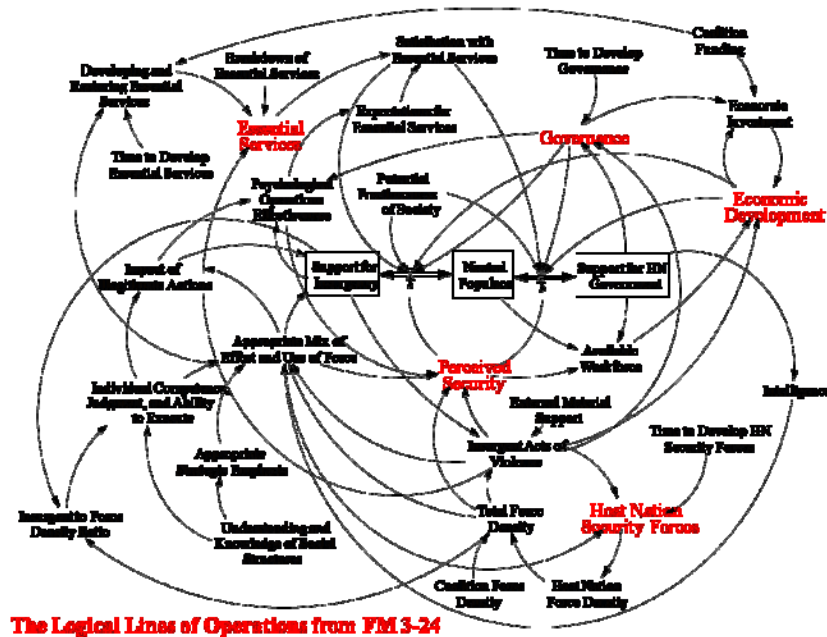 Coalition
Funding
Satisfaction with
Essential Services
Time to Develop
Governance
Breakdown of
Essential Services
Developing and
Restoring Essential
Services
Expectations for
Essential Services
Economic
Investment
Essential
Services
Governance
Time to Develop
Essential Services
Psychological
Operations
Effectiveness
Potential
Fractiousness
of Society
Economic
Development
Impact of
Illegitimate Actions
Support for
Insurgency
Neutral
Populace
Support for HN
Government
Appropriate Mix of
Effort and Use of Force
Available
Workforce
Perceived
Security
Individual Competence,
Judgment, and Ability
to Execute
Intelligence
External Material
Support
Time to Develop HN
Security Forces
Insurgent Acts of
Violence
Appropriate
Strategic Emphasis
Insurgent to Force
Density Ratio
Understanding and
Knowledge of Social
Structures
Total Force
Density
Host Nation
Security Forces
Coalition Force
Density
Host Nation
Force Density
The Logical Lines of Operations from FM 3-24